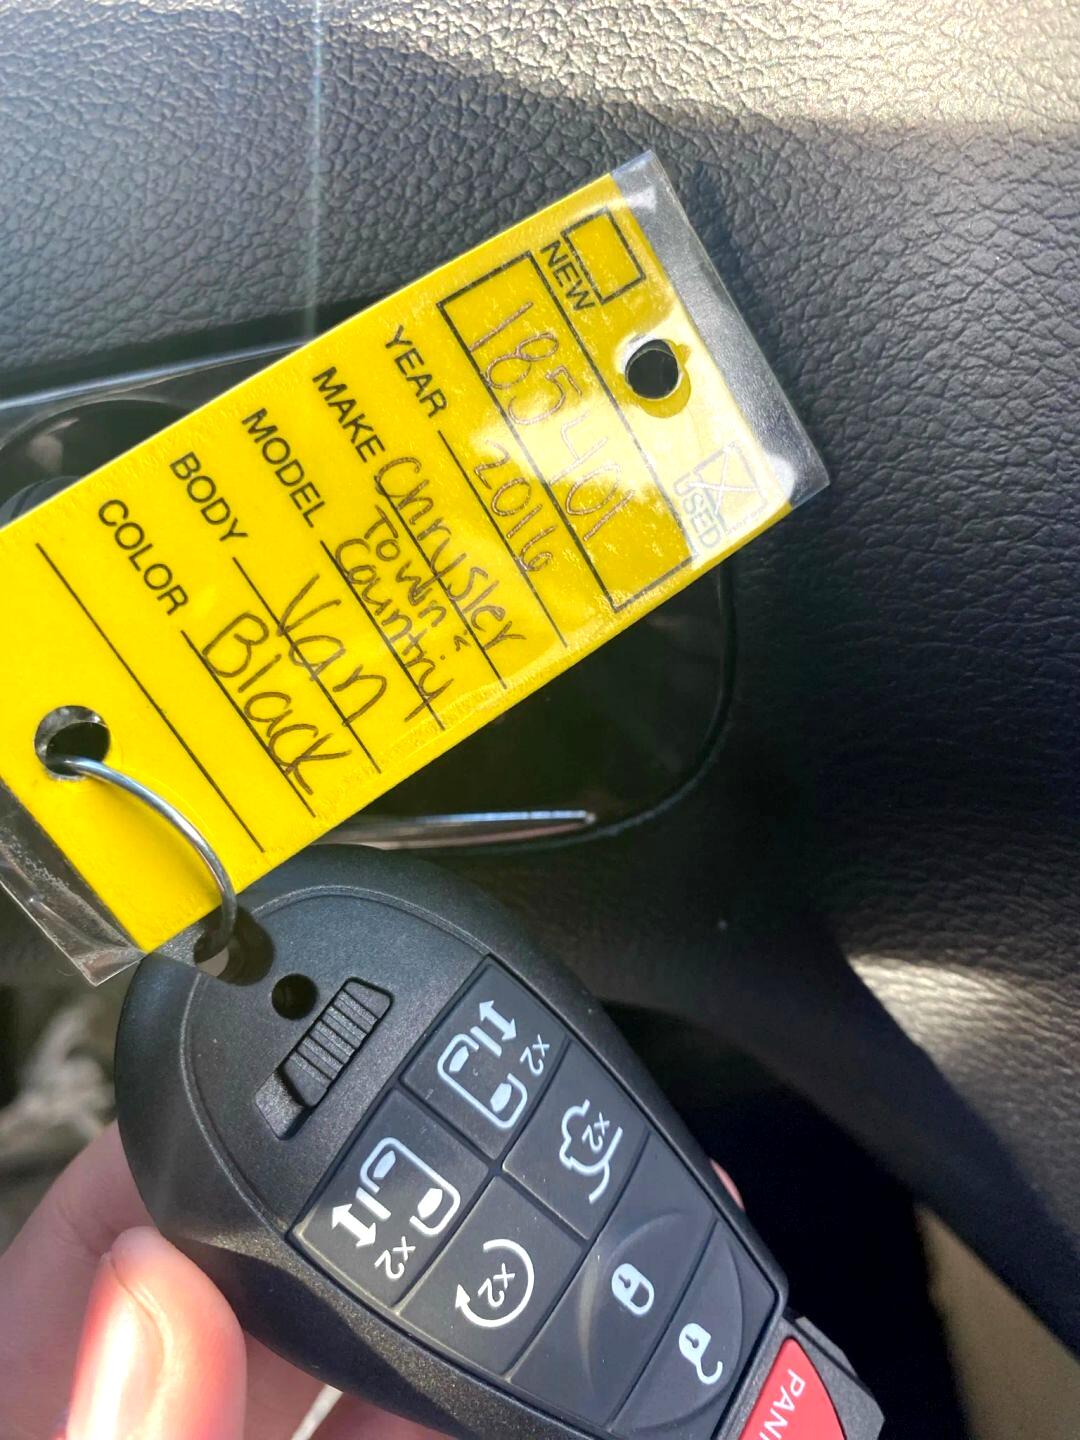 NEW
USED
185401
YEAR 2016
MAKE Chrysler
MODEL Town &
Country
BODY Van
COLOR Black
x2
x2
x2
x2
PANI